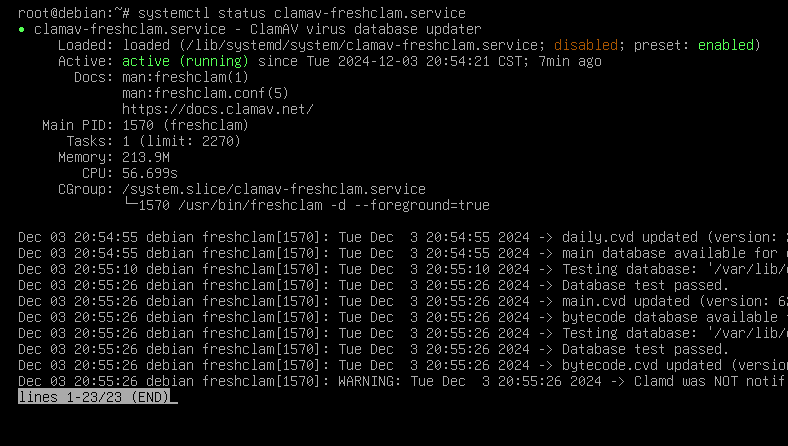 root@debian:~# systemctl status clamav-freshclam.service
● clamav-freshclam.service - ClamAV virus database updater
Loaded: loaded (/lib/systemd/system/clamav-freshclam.service; disabled; preset: enabled)
Active: active (running) since Tue 2024-12-03 20:54:21 CST; 7min ago
Docs: man:freshclam(1)
man:freshclam.conf(5)
https://docs.clamav.net/
Main PID: 1570 (freshclam)
Tasks: 1 (limit: 2270)
Memory: 213.9M
CPU: 56.699s
CGroup: /system.slice/clamav-freshclam.service
└─1570 /usr/bin/freshclam -d --foreground=true
Dec 03 20:54:55 debian freshclam[1570]: Tue Dec  3 20:54:55 2024 -> daily.cvd updated (version:
Dec 03 20:54:55 debian freshclam[1570]: Tue Dec  3 20:54:55 2024 -> main database available for
Dec 03 20:55:10 debian freshclam[1570]: Tue Dec  3 20:55:10 2024 -> Testing database: '/var/lib/
Dec 03 20:55:26 debian freshclam[1570]: Tue Dec  3 20:55:26 2024 -> Database test passed.
Dec 03 20:55:26 debian freshclam[1570]: Tue Dec  3 20:55:26 2024 -> main.cvd updated (version: 6
Dec 03 20:55:26 debian freshclam[1570]: Tue Dec  3 20:55:26 2024 -> bytecode database available
Dec 03 20:55:26 debian freshclam[1570]: Tue Dec  3 20:55:26 2024 -> Testing database: '/var/lib/
Dec 03 20:55:26 debian freshclam[1570]: Tue Dec  3 20:55:26 2024 -> Database test passed.
Dec 03 20:55:26 debian freshclam[1570]: Tue Dec  3 20:55:26 2024 -> bytecode.cvd updated (version
Dec 03 20:55:26 debian freshclam[1570]: WARNING: Tue Dec  3 20:55:26 2024 -> Clamd was NOT notif
lines 1-23/23 (END)